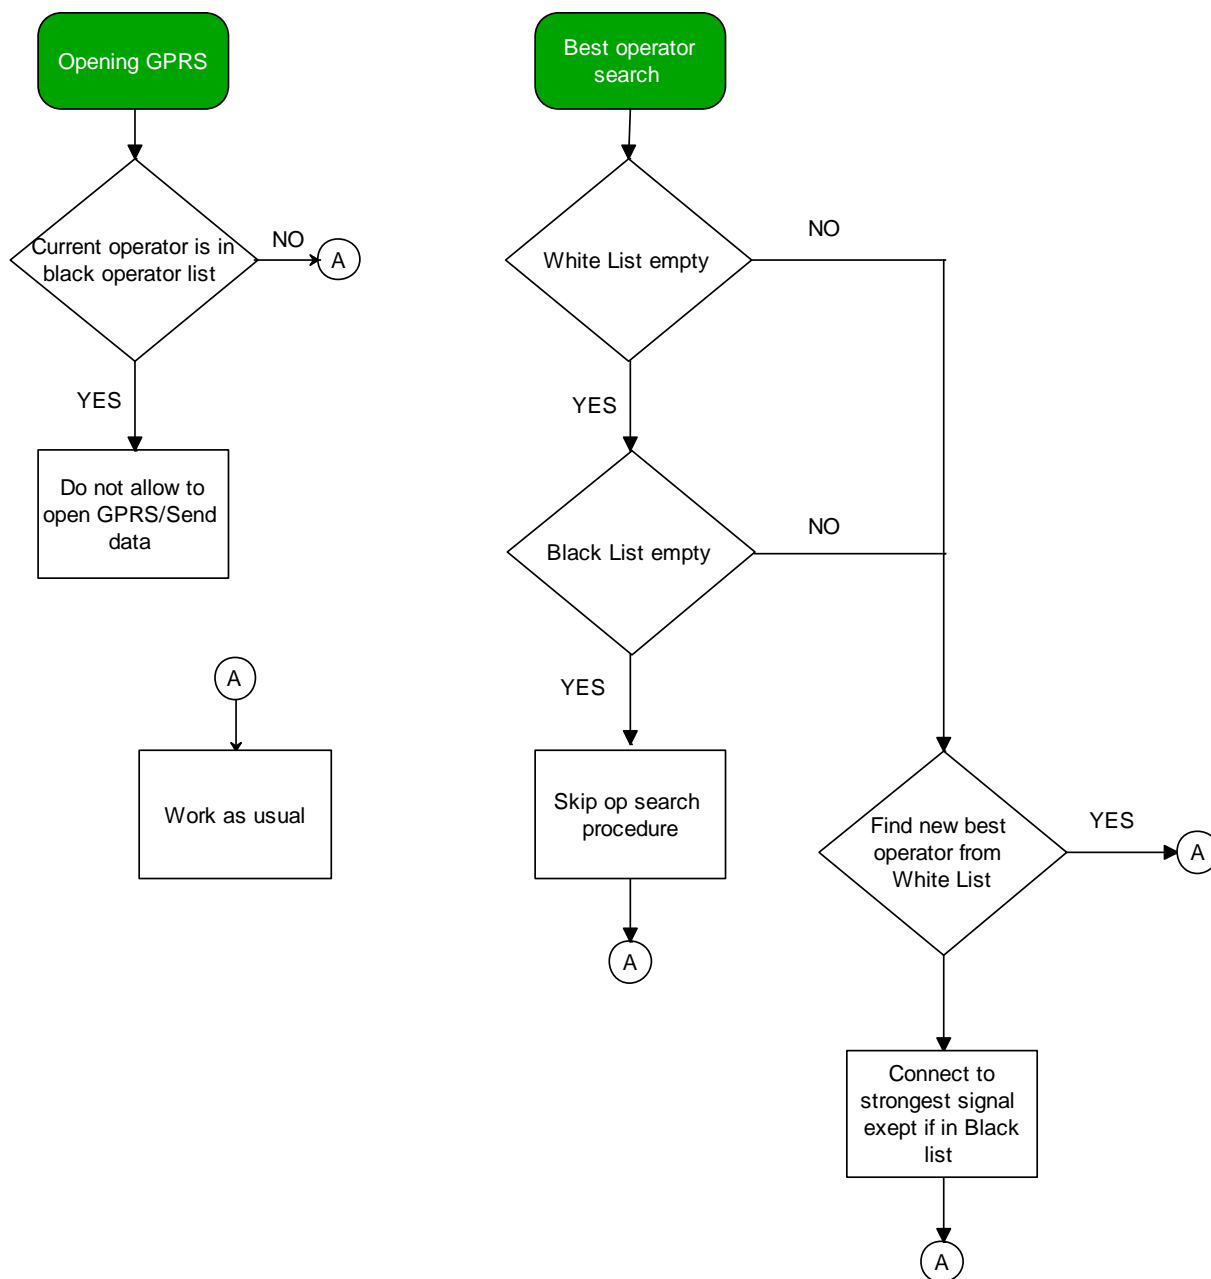 Opening GPRS
Current operator is in
black operator list
NO
A
YES
Do not allow to
open GPRS/Send
data
A
Work as usual
Best operator
search
White List empty
NO
YES
Black List empty
NO
YES
Skip op search
procedure
A
Find new best
operator from
White List
YES
A
Connect to
strongest signal
exept if in Black
list
A